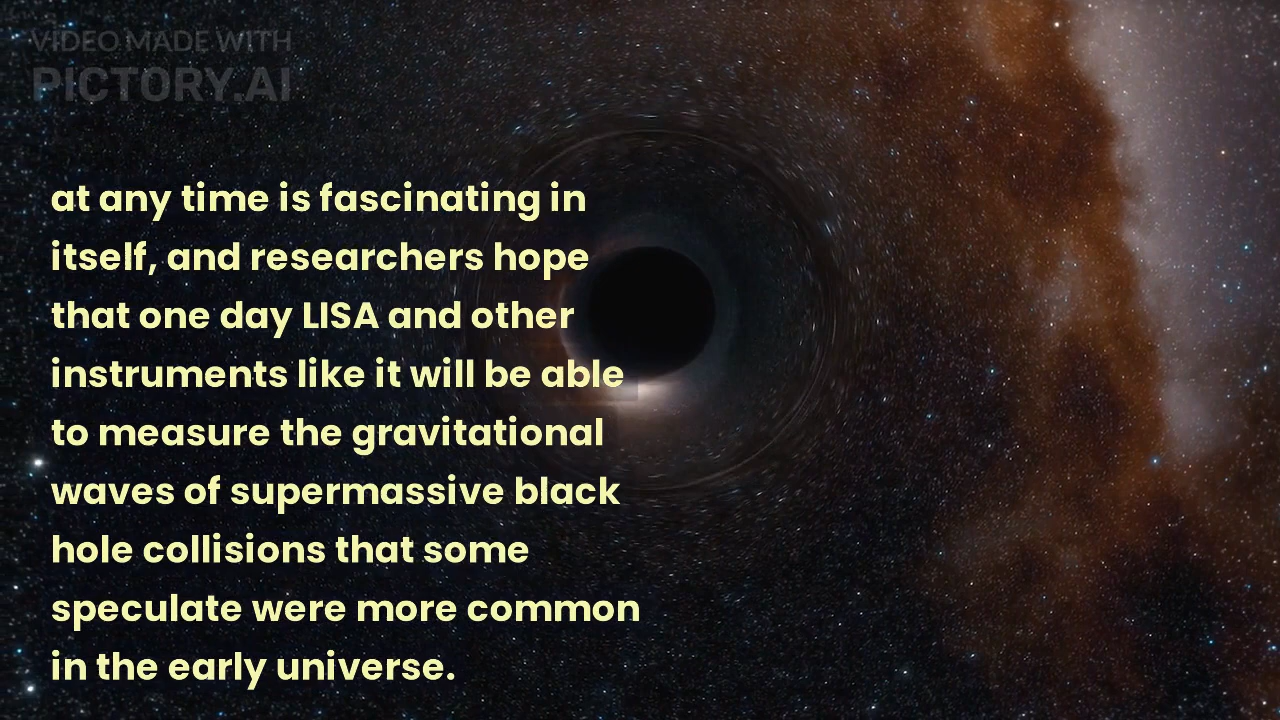 VIDEO MADE WITH
PICTORY.AI
at any time is fascinating in
itself, and researchers hope
that one day LISA and other
instruments like it will be able
to measure the gravitational
waves of supermassive black
hole collisions that some
speculate were more common
in the early universe.